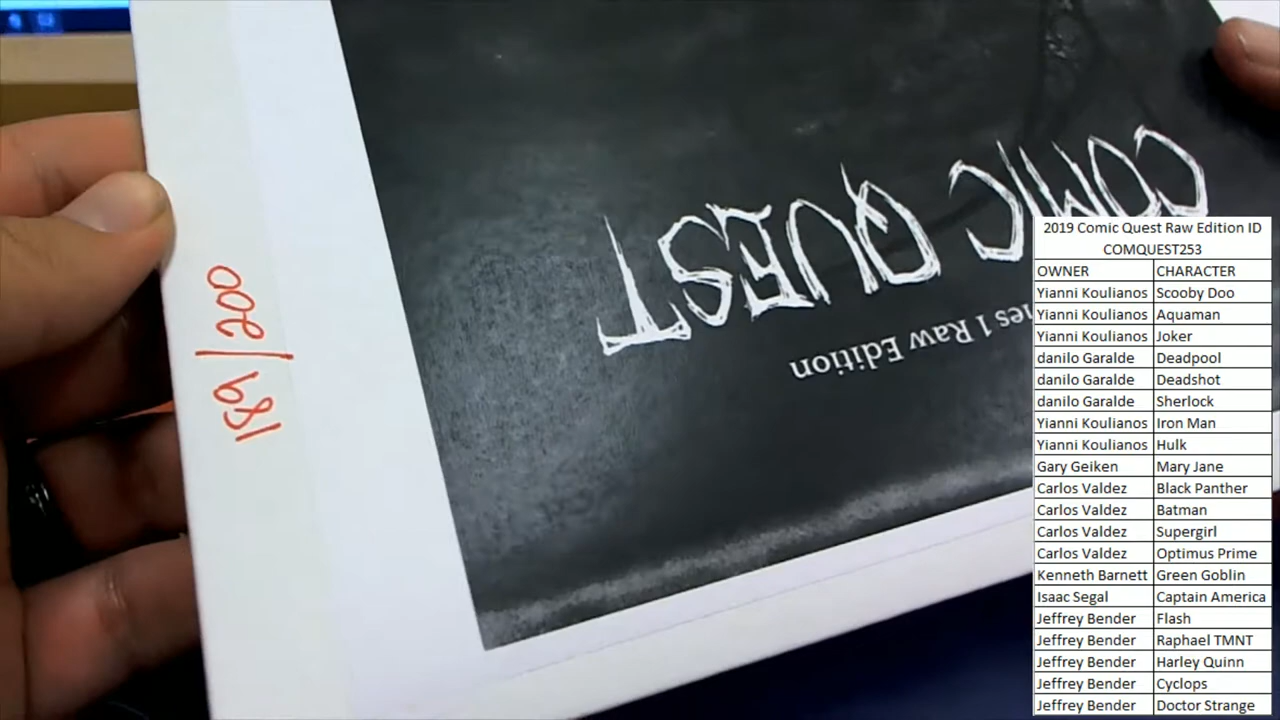 189/200
COMIC QUEST
1 Raw Edition
2019 Comic Quest Raw Edition ID
COMQUEST253
OWNER CHARACTER
Yianni Koulianos Scooby Doo
Yianni Koulianos Aquaman
Yianni Koulianos Joker
danilo Garalde Deadpool
danilo Garalde Deadshot
danilo Garalde Sherlock
Yianni Koulianos Iron Man
Yianni Koulianos Hulk
Gary Geiken Mary Jane
Carlos Valdez Black Panther
Carlos Valdez Batman
Carlos Valdez Supergirl
Carlos Valdez Optimus Prime
Kenneth Barnett Green Goblin
Isaac Segal Captain America
Jeffrey Bender Flash
Jeffrey Bender Raphael TMNT
Jeffrey Bender Harley Quinn
Jeffrey Bender Cyclops
Jeffrey Bender Doctor Strange